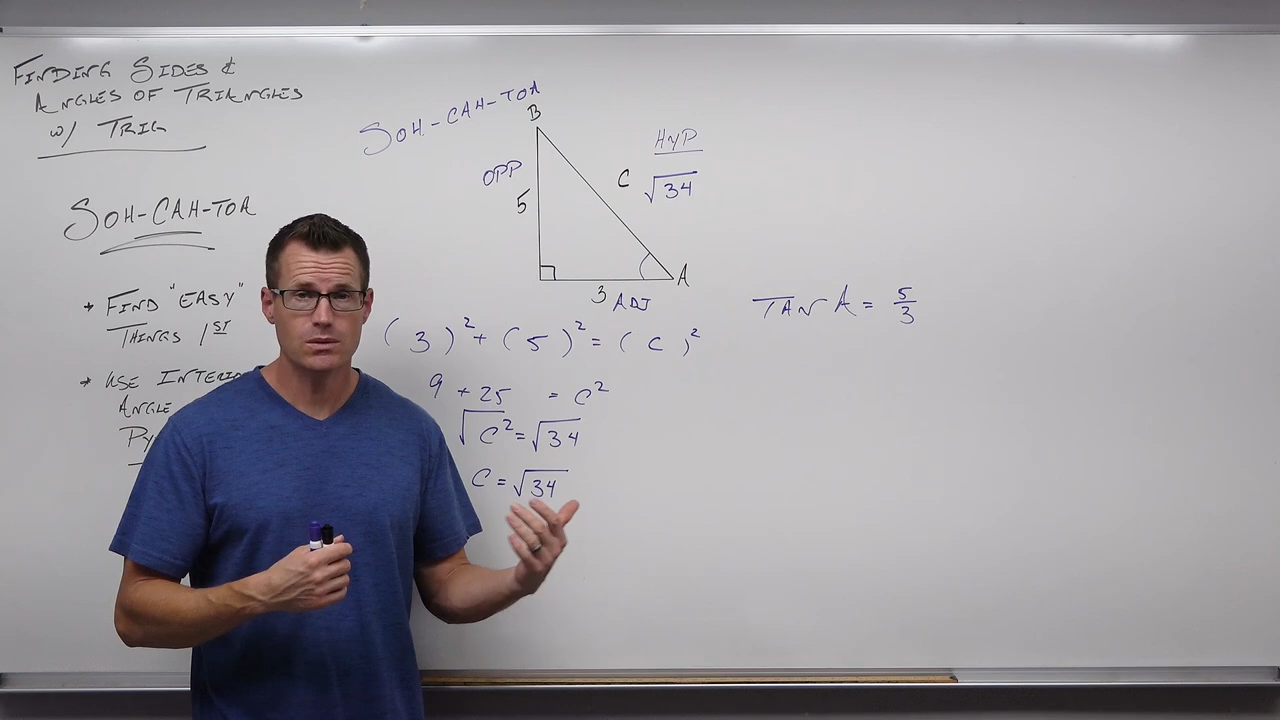 FINDING SIDES &
ANGLES OF TRIANGLES
w/ TRIG
SOH-CAH-TOA
* FIND "EASY"
THINGS 1ST
* USE
ANGLE
SOH-CAH-TOA
B
OPP
5
C
HYP
√34
3
ADJ
A
(3)² + (5)² = (C)²
9 + 25 = C²
√C² = √34
C = √34
TAN A = 5/3